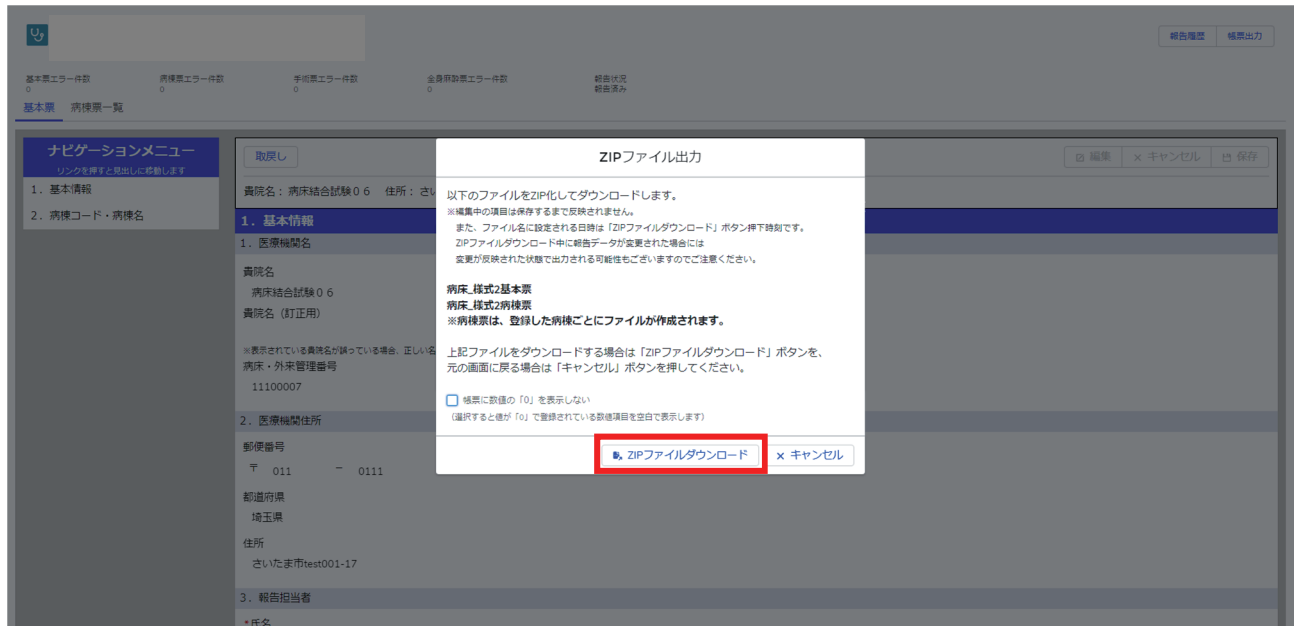 報告履歴 帳票出力
基本票エラー件数 病棟票エラー件数 手術票エラー件数 全身麻酔票エラー件数 報告状況
0 0 0 0 報告済み
基本票 病棟票一覧
ナビゲーションメニュー
リンクを押すと見出しに移動します
1. 基本情報
2. 病棟コード・病棟名
取戻し
編集 × キャンセル 保存
貴院名: 病床結合試験06 住所: さい
1. 基本情報
1. 医療機関名
貴院名
病床結合試験06
貴院名（訂正用）
※表示されている貴院名が誤っている場合、正しい名
病床・外来管理番号
11100007
2. 医療機関住所
郵便番号
〒 011 － 0111
都道府県
埼玉県
住所
さいたま市test001-17
3. 報告担当者
*氏名
ZIPファイル出力
以下のファイルをZIP化してダウンロードします。
※編集中の項目は保存するまで反映されません。
また、ファイル名に設定される日時は「ZIPファイルダウンロード」ボタン押下時刻です。
ZIPファイルダウンロード中に報告データが変更された場合には
変更が反映された状態で出力される可能性もございますのでご注意ください。
病床_様式2基本票
病床_様式2病棟票
※病棟票は、登録した病棟ごとにファイルが作成されます。
上記ファイルをダウンロードする場合は「ZIPファイルダウンロード」ボタンを、
元の画面に戻る場合は「キャンセル」ボタンを押してください。
帳票に数値の「0」を表示しない
（選択すると値が「0」で登録されている数値項目を空白で表示します）
ZIPファイルダウンロード × キャンセル